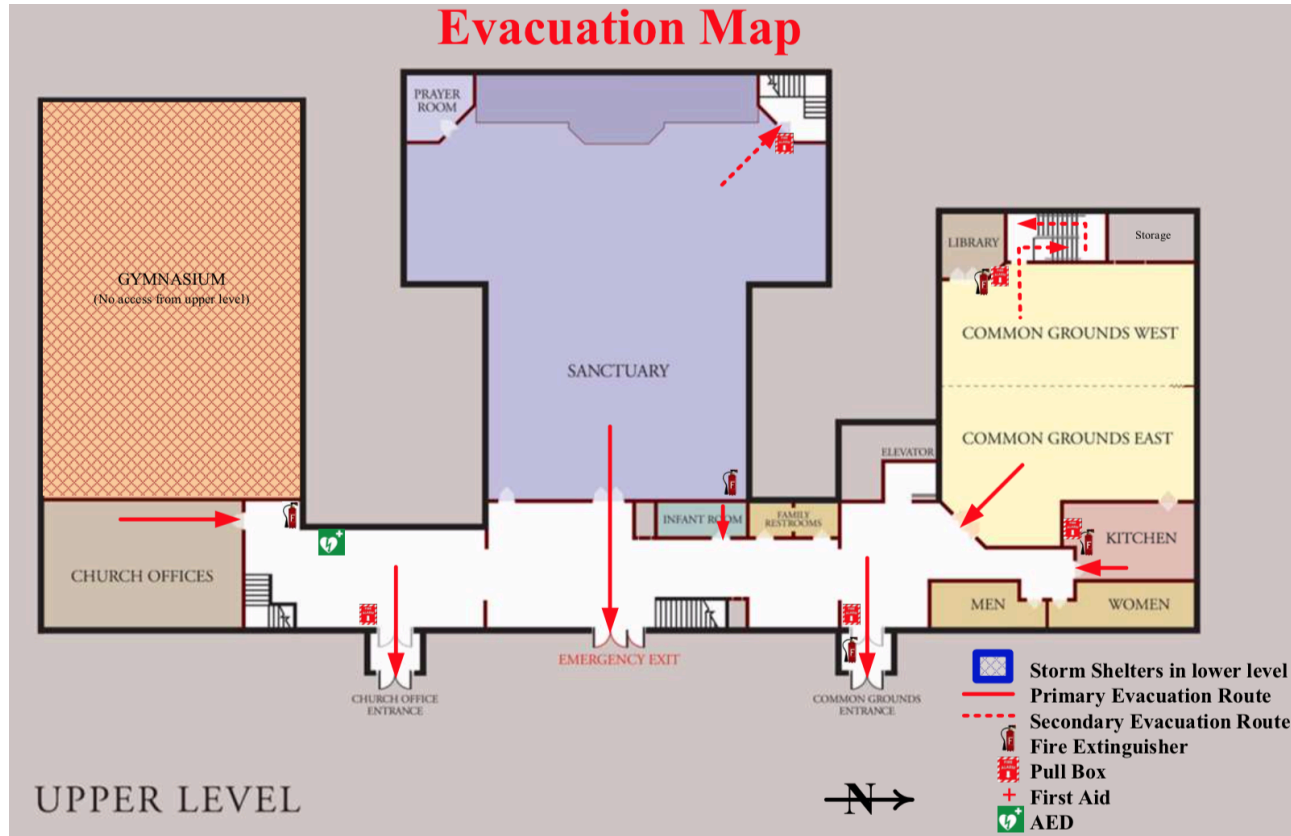 Evacuation Map
PRAYER
ROOM
GYMNASIUM
(No access from upper level)
LIBRARY
Storage
COMMON GROUNDS WEST
SANCTUARY
COMMON GROUNDS EAST
ELEVATOR
INFANT ROOM
FAMILY
RESTROOMS
KITCHEN
CHURCH OFFICES
MEN
WOMEN
EMERGENCY EXIT
CHURCH OFFICE
ENTRANCE
COMMON GROUNDS
ENTRANCE
Storm Shelters in lower level
Primary Evacuation Route
Secondary Evacuation Route
Fire Extinguisher
Pull Box
First Aid
AED
UPPER LEVEL
N